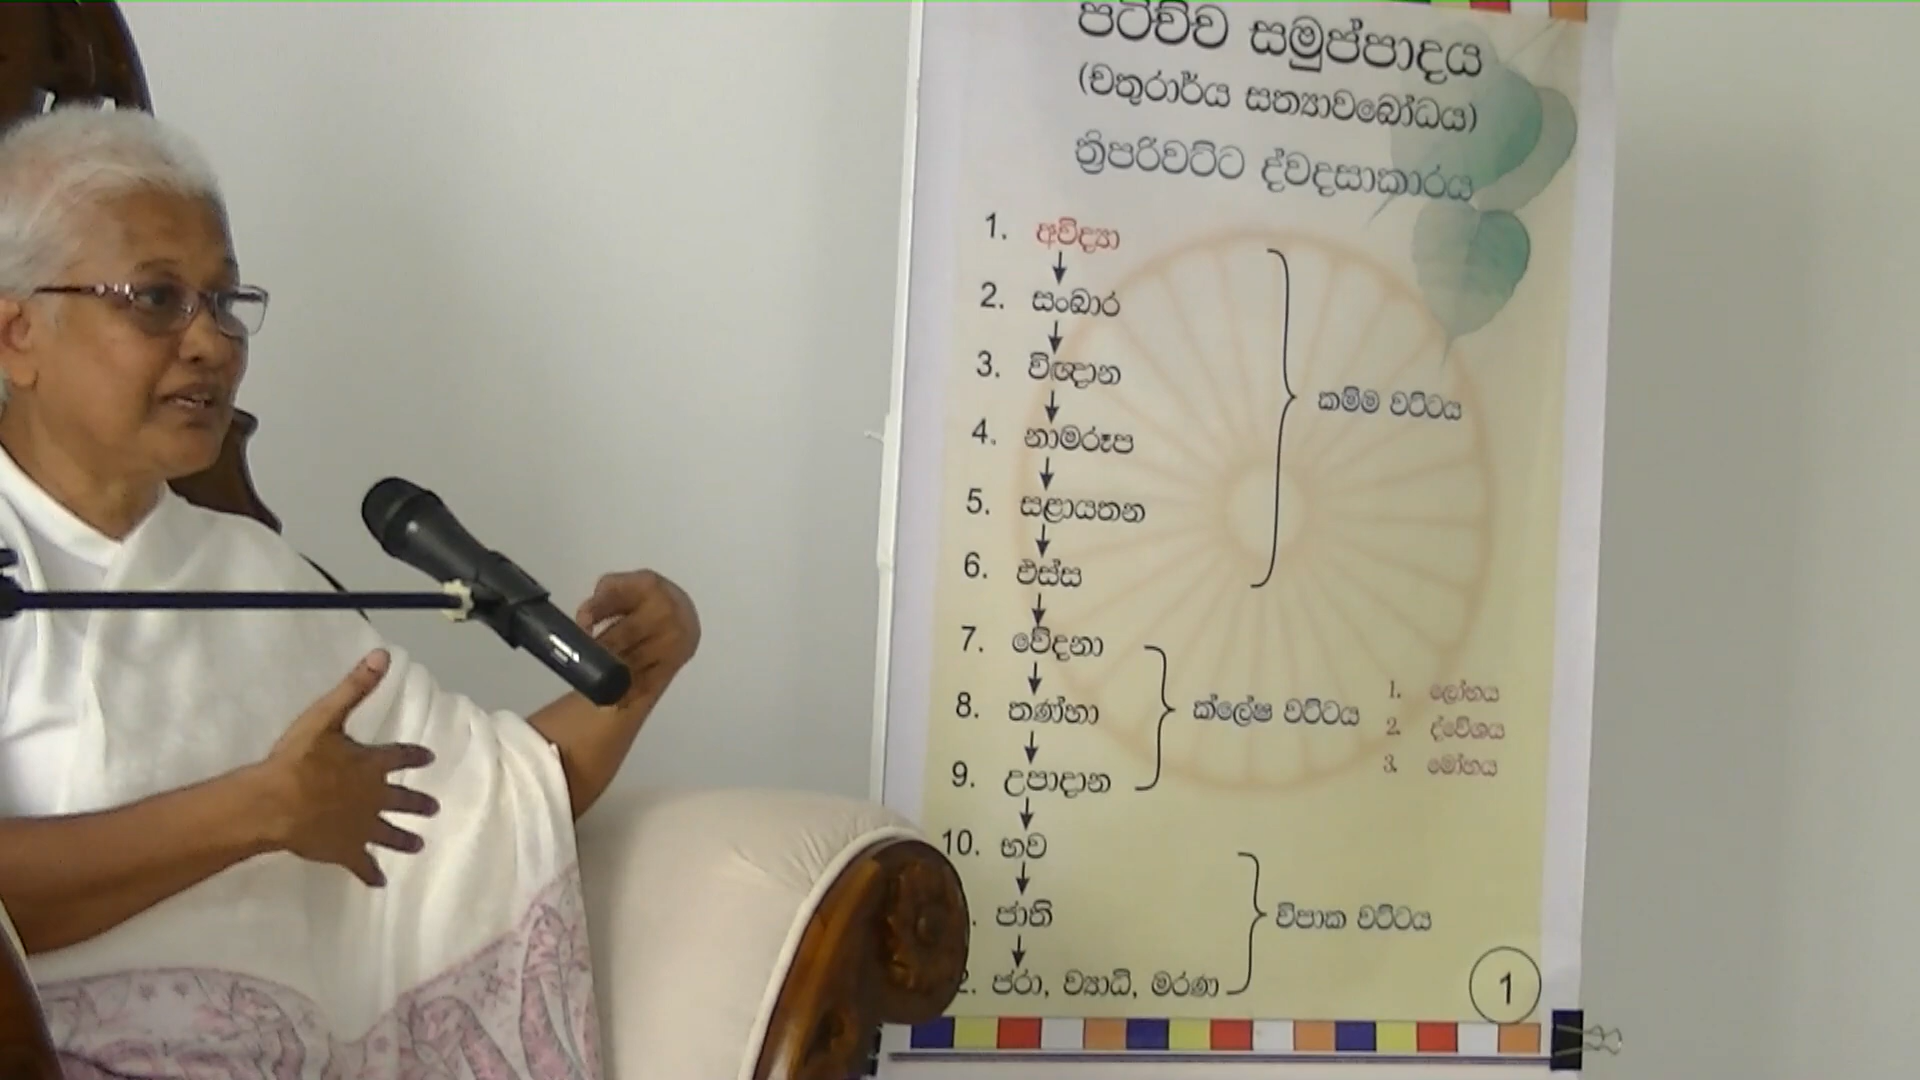 පටිච්ච සමුප්පාදය
(චතුරාර්ය සත්‍යාවබෝධය)
ත්‍රිපරිවට්ට ද්වදසාකාරය
1. අවිද්‍යා
2. සංඛාර
3. විඥාන
4. නාමරූප
5. සළායතන
6. ඵස්ස
කම්ම වට්ටය
7. වේදනා
8. තණ්හා
9. උපාදාන
ක්ලේෂ වට්ටය
1. ලෝභය
2. ද්වේශය
3. මෝහය
10. භව
. ජාති
2. ජරා, ව්‍යාධි, මරණ
විපාක වට්ටය
1